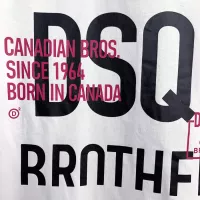 DSQ
CANADIAN BROS.
SINCE 1964
BORN IN CANADA
BROTHE